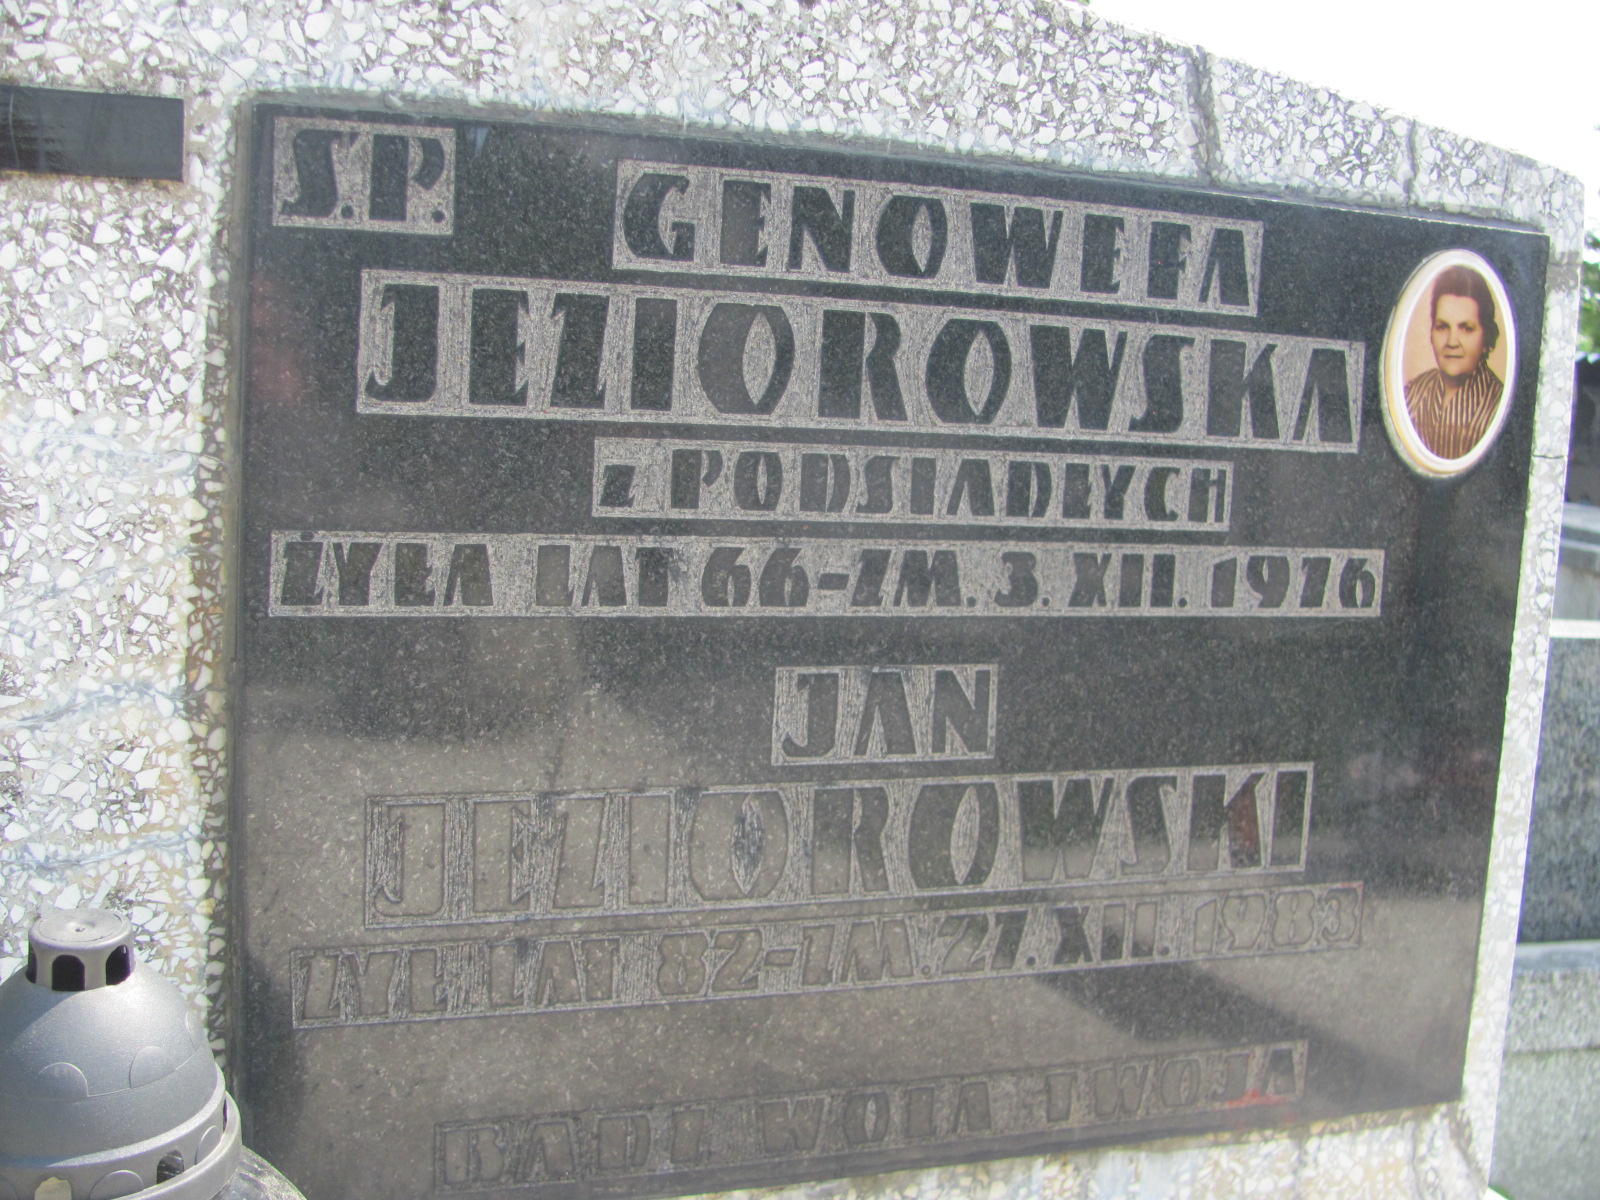 S.P. GENOWEFA
JEZIOROWSKA
z PODSIADŁYCH
ŻYŁA LAT 66-ZM. 3. XII. 1976
JAN
JEZIOROWSKI
ŻYŁ LAT 82-ZM. 27. XII. 1983
BĄDŹ WOLA TWOJA